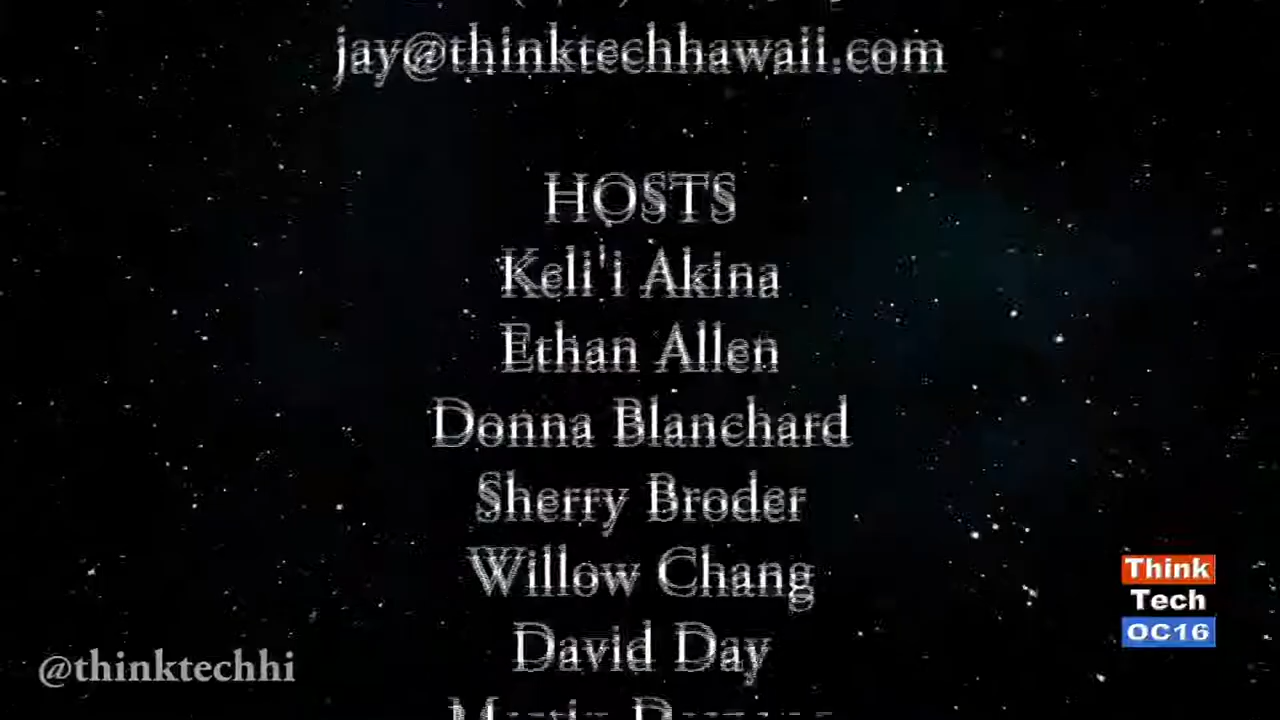 jay@thinktechhawaii.com
HOSTS
Keli'i Akina
Ethan Allen
Donna Blanchard
Sherry Broder
Willow Chang
David Day
Think
Tech
OC16
@thinktechhi